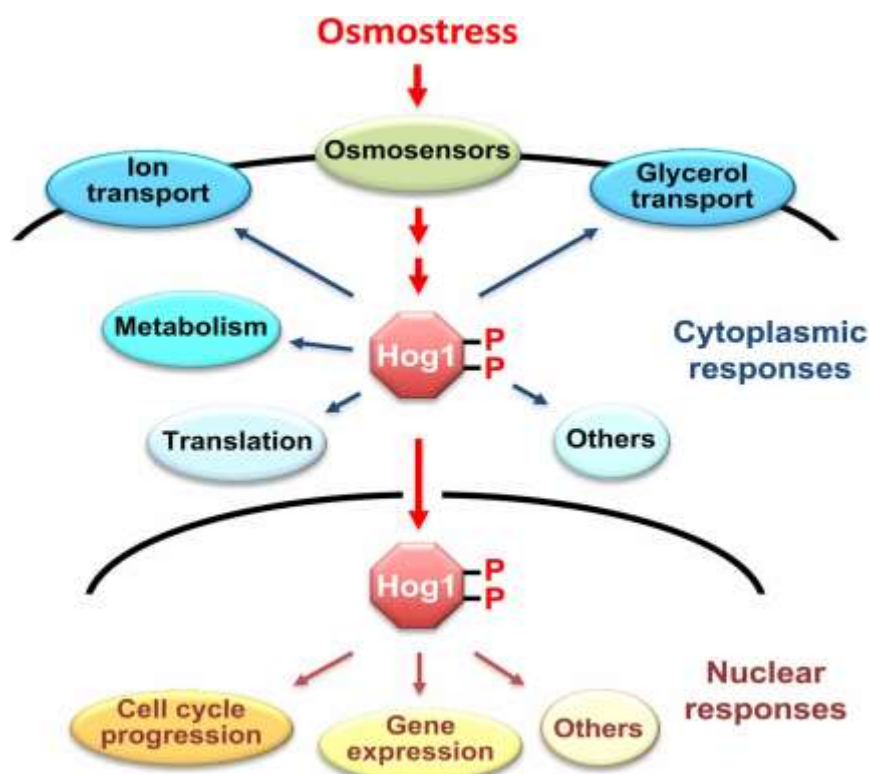 Osmostress
Osmosensors
Ion
transport
Glycerol
transport
Metabolism
Hog1
P
P
Cytoplasmic
responses
Translation
Others
Hog1
P
P
Nuclear
responses
Cell cycle
progression
Gene
expression
Others